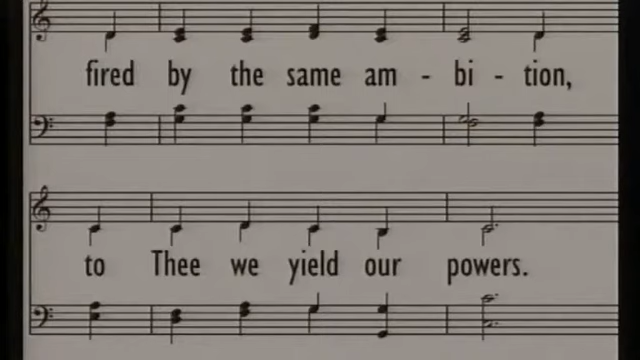 fired by the same am - bi - tion,
to Thee we yield our powers.